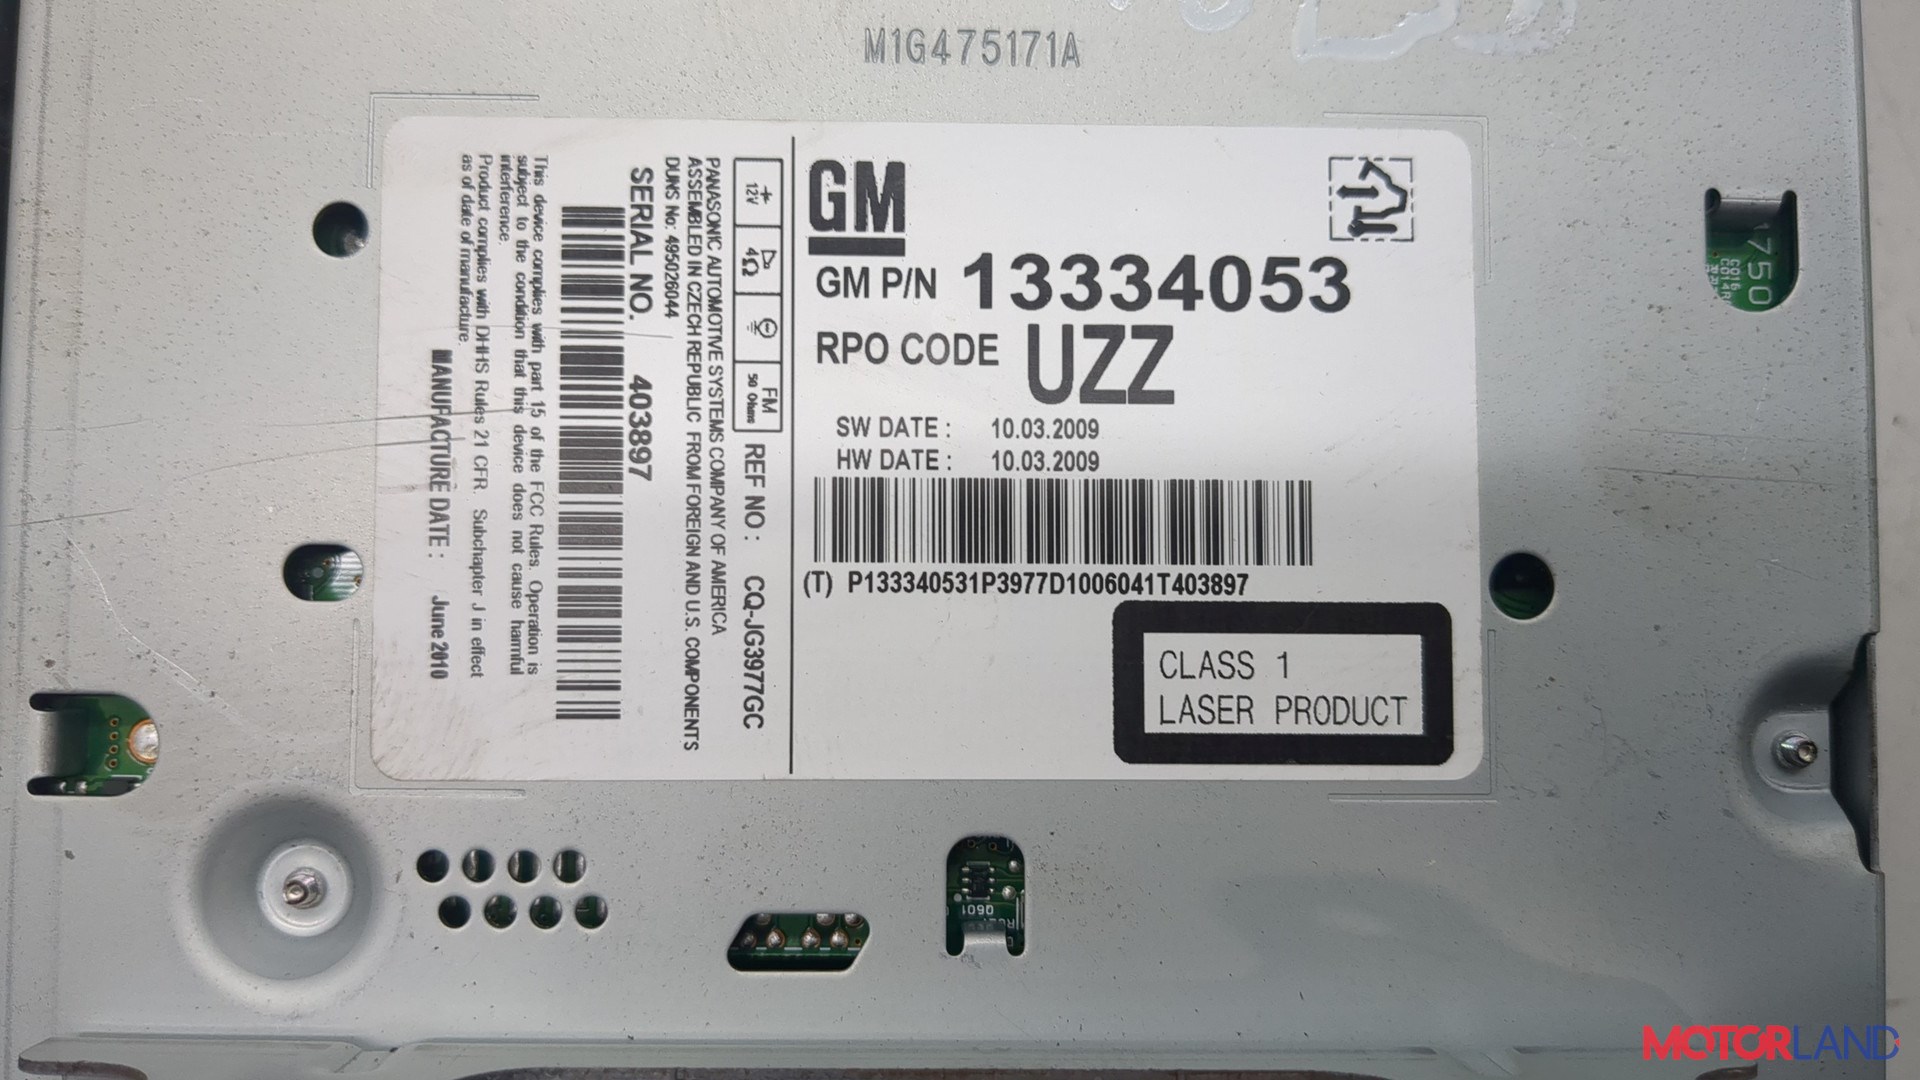 M1G475171A
GM
GM P/N 13334053
RPO CODE UZZ
SW DATE : 10.03.2009
HW DATE : 10.03.2009
(T) P133340531P3977D1006041T403897
CLASS 1
LASER PRODUCT
+
12V
4Ω
FM
50 Ohms
REF NO : CQ-JG3977GC
PANASONIC AUTOMOTIVE SYSTEMS COMPANY OF AMERICA
ASSEMBLED IN CZECH REPUBLIC FROM FOREIGN AND U.S. COMPONENTS
DUNS No: 495026044
SERIAL NO. 403897
This device complies with part 15 of the FCC Rules. Operation is
subject to the condition that this device does not cause harmful
interference.
Product complies with DHHS Rules 21 CFR. Subchapter J in effect
as of date of manufacture.
MANUFACTURE DATE : June 2010
1750
C016
Q601
MOTORLAND